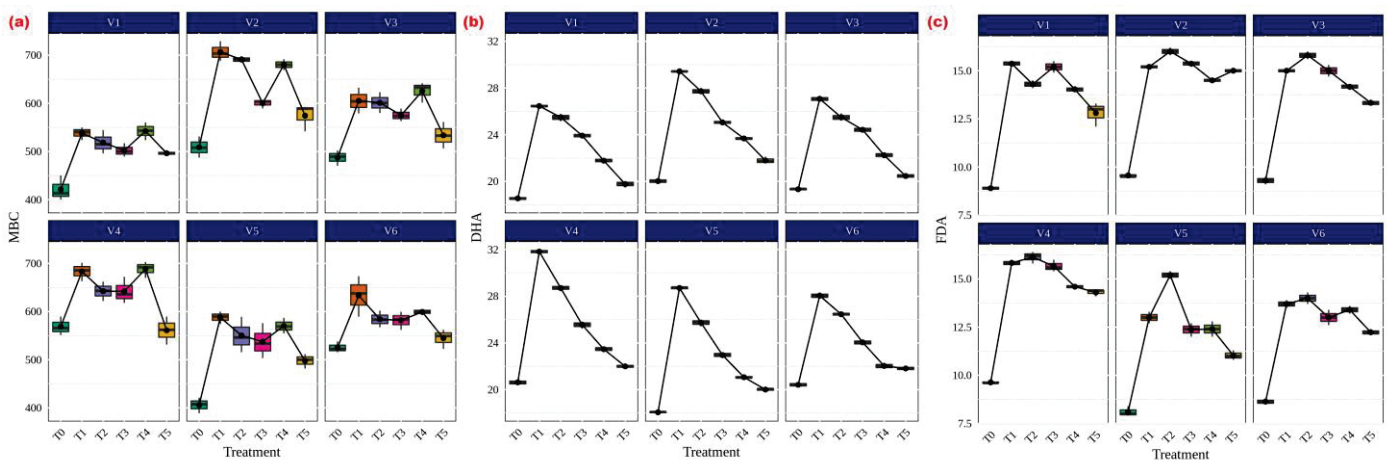 (a)
V1 V2 V3
700
600
500
400
V4 V5 V6
700
600
500
400
MBC
T0 T1 T2 T3 T4 T5 T0 T1 T2 T3 T4 T5 T0 T1 T2 T3 T4 T5
Treatment
(b)
V1 V2 V3
32
28
24
20
V4 V5 V6
32
28
24
20
DHA
T0 T1 T2 T3 T4 T5 T0 T1 T2 T3 T4 T5 T0 T1 T2 T3 T4 T5
Treatment
(c)
V1 V2 V3
15.0
12.5
10.0
7.5
V4 V5 V6
15.0
12.5
10.0
7.5
FDA
T0 T1 T2 T3 T4 T5 T0 T1 T2 T3 T4 T5 T0 T1 T2 T3 T4 T5
Treatment